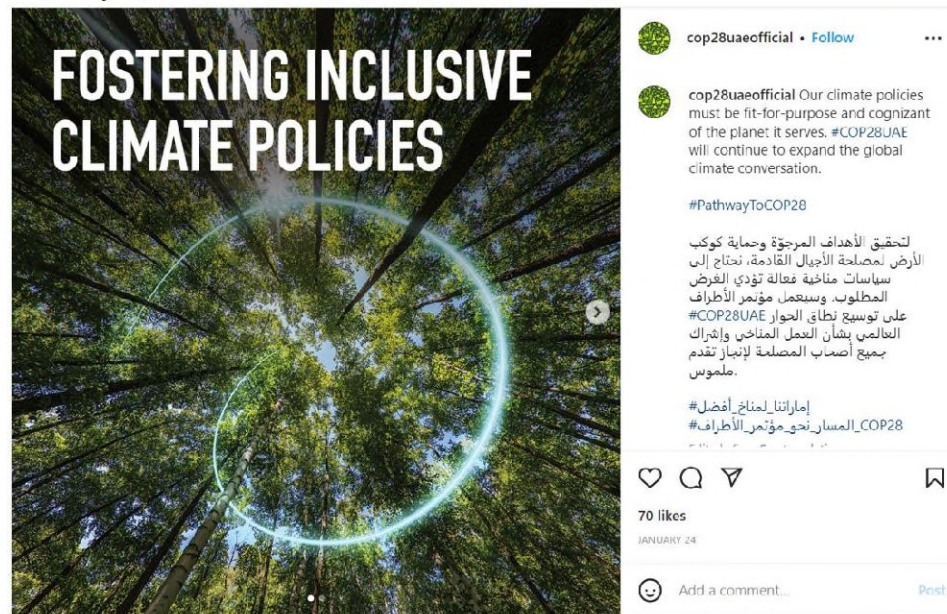 FOSTERING INCLUSIVE
CLIMATE POLICIES
cop28uaeofficial • Follow
cop28uaeofficial Our climate policies
must be fit-for-purpose and cognizant
of the planet it serves. #COP28UAE
will continue to expand the global
climate conversation.
#PathwayToCOP28
لتحقيق الأهداف المرجوّة وحماية كوكب
الأرض لمصلحة الأجيال القادمة، نحتاج إلى
سياسات مناخية فعالة تؤدي الغرض
المطلوب. وسيعمل مؤتمر الأطراف
#COP28UAE على توسيع نطاق الحوار
العالمي بشأن العمل المناخي وإشراك
جميع أصحاب المصلحة لإنجاز تقدم
ملموس.
#إماراتنا_لمناخ_أفضل
#المسار_نحو_مؤتمر_الأطراف_COP28
70 likes
JANUARY 24
Add a comment...
Post